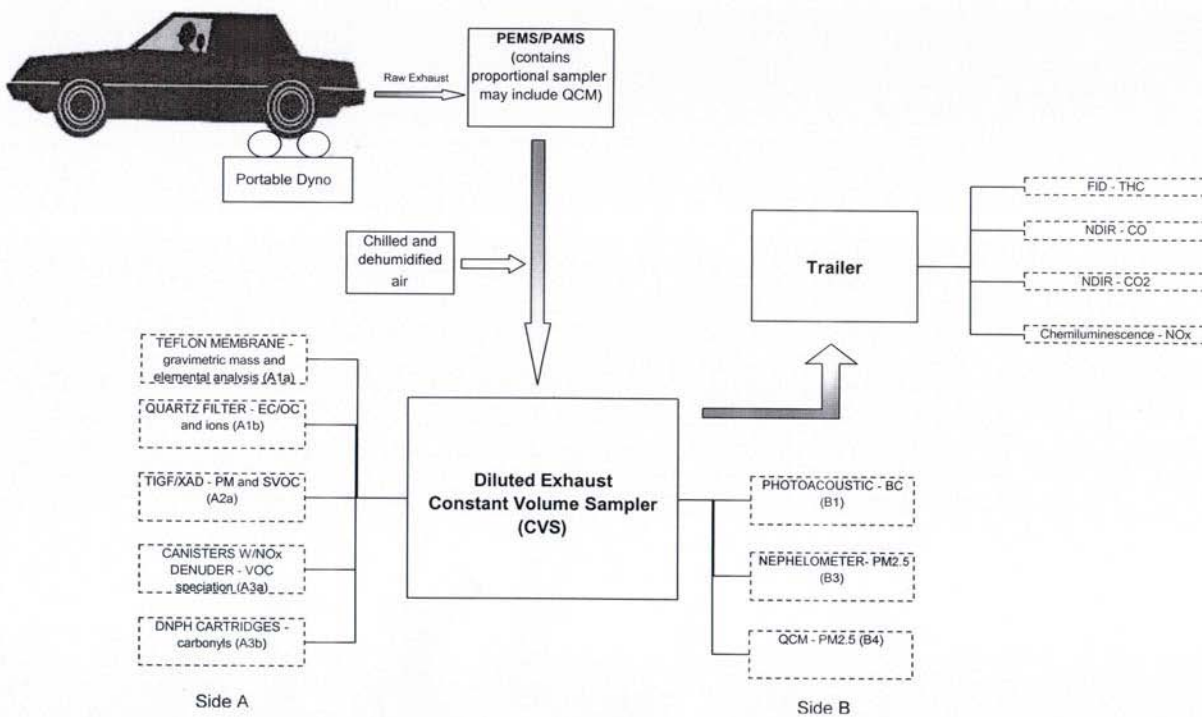 PEMS/PAMS
(contains
proportional sampler
may include QCM)
Raw Exhaust
Portable Dyno
Chilled and
dehumidified
air
Trailer
FID - THC
NDIR - CO
NDIR - CO2
Chemiluminescence - NOx
TEFLON MEMBRANE -
gravimetric mass and
elemental analysis (A1a)
QUARTZ FILTER - EC/OC
and ions (A1b)
TIGF/XAD - PM and SVOC
(A2a)
CANISTERS W/NOx
DENUDER - VOC
speciation (A3a)
DNPH CARTRIDGES -
carbonyls (A3b)
Side A
Diluted Exhaust
Constant Volume Sampler
(CVS)
PHOTOACOUSTIC - BC
(B1)
NEPHELOMETER- PM2.5
(B3)
QCM - PM2.5 (B4)
Side B